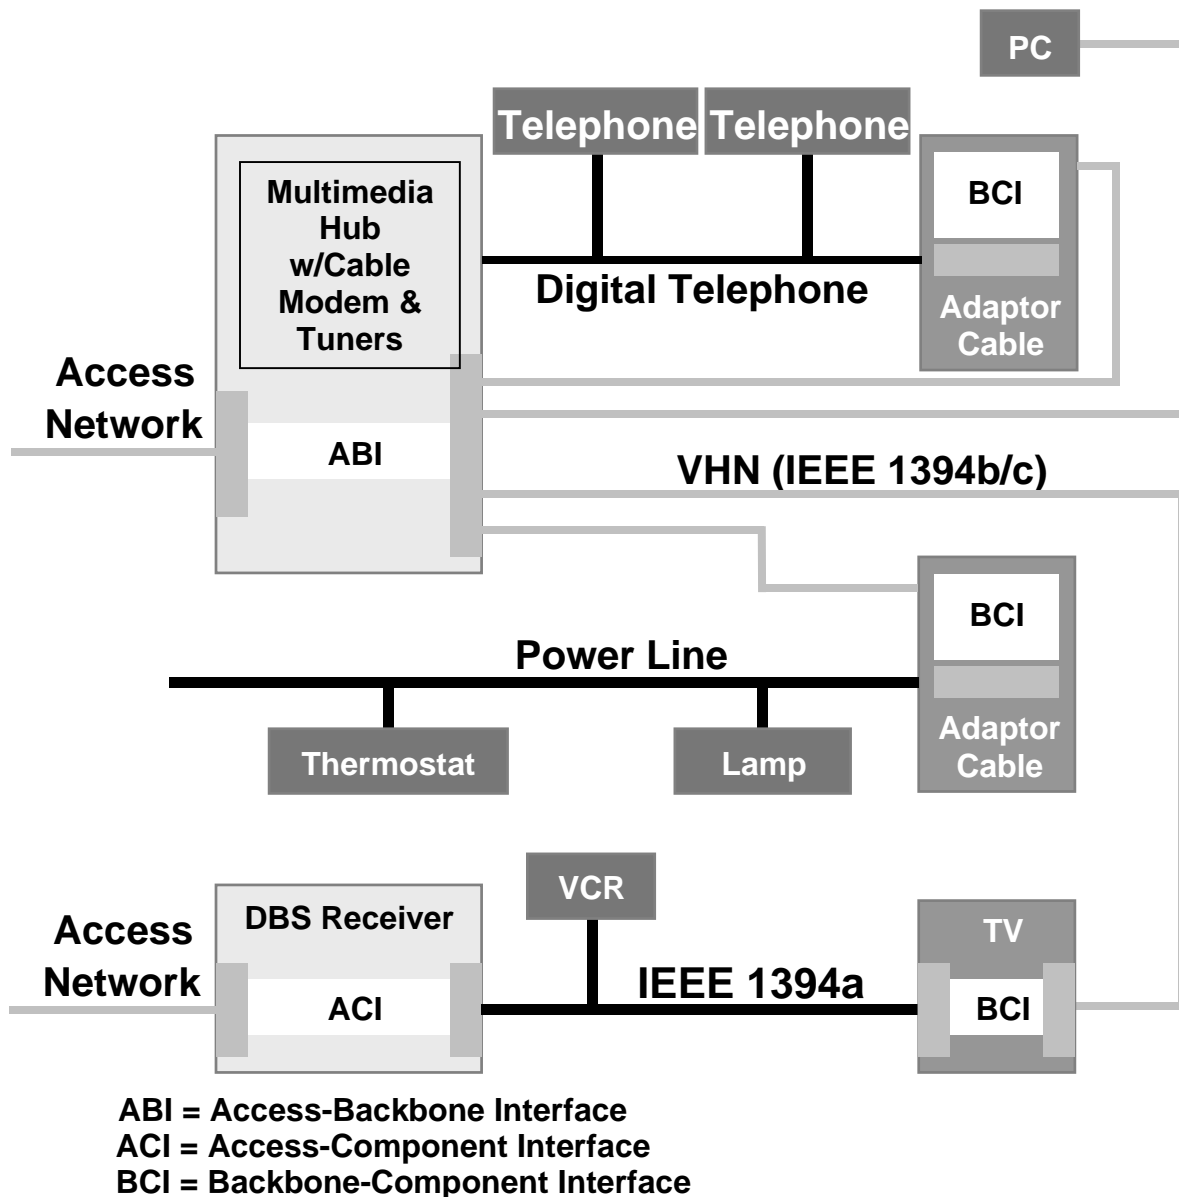 PC
Telephone Telephone
Multimedia
Hub
w/Cable
Modem &
Tuners
BCI
Digital Telephone
Adaptor
Cable
Access
Network
ABI
VHN (IEEE 1394b/c)
BCI
Power Line
Adaptor
Cable
Thermostat
Lamp
VCR
DBS Receiver
TV
Access
Network
IEEE 1394a
ACI
BCI
ABI = Access-Backbone Interface
ACI = Access-Component Interface
BCI = Backbone-Component Interface